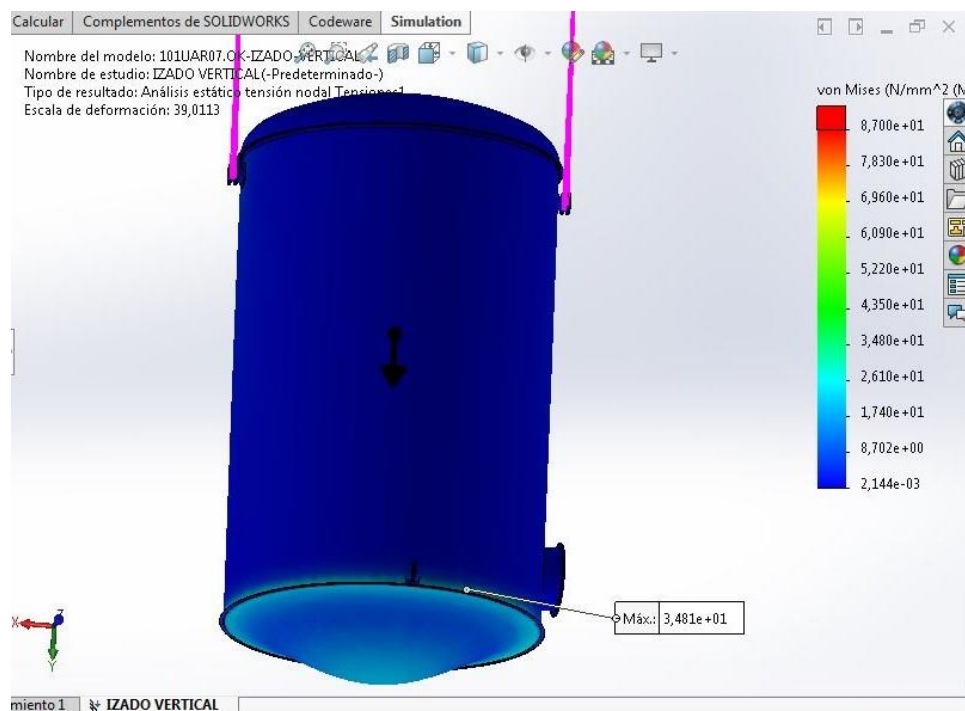 Calcular Complementos de SOLIDWORKS Codeware Simulation
Nombre del modelo: 101UAR07.OK-IZADO VERTICAL
Nombre de estudio: IZADO VERTICAL(-Predeterminado-)
Tipo de resultado: Análisis estático tensión nodal Tensiones1
Escala de deformación: 39,0113
von Mises (N/mm^2 (M
8,700e+01
7,830e+01
6,960e+01
6,090e+01
5,220e+01
4,350e+01
3,480e+01
2,610e+01
1,740e+01
8,702e+00
2,144e-03
Máx.: 3,481e+01
X
Y
Z
miento 1 IZADO VERTICAL